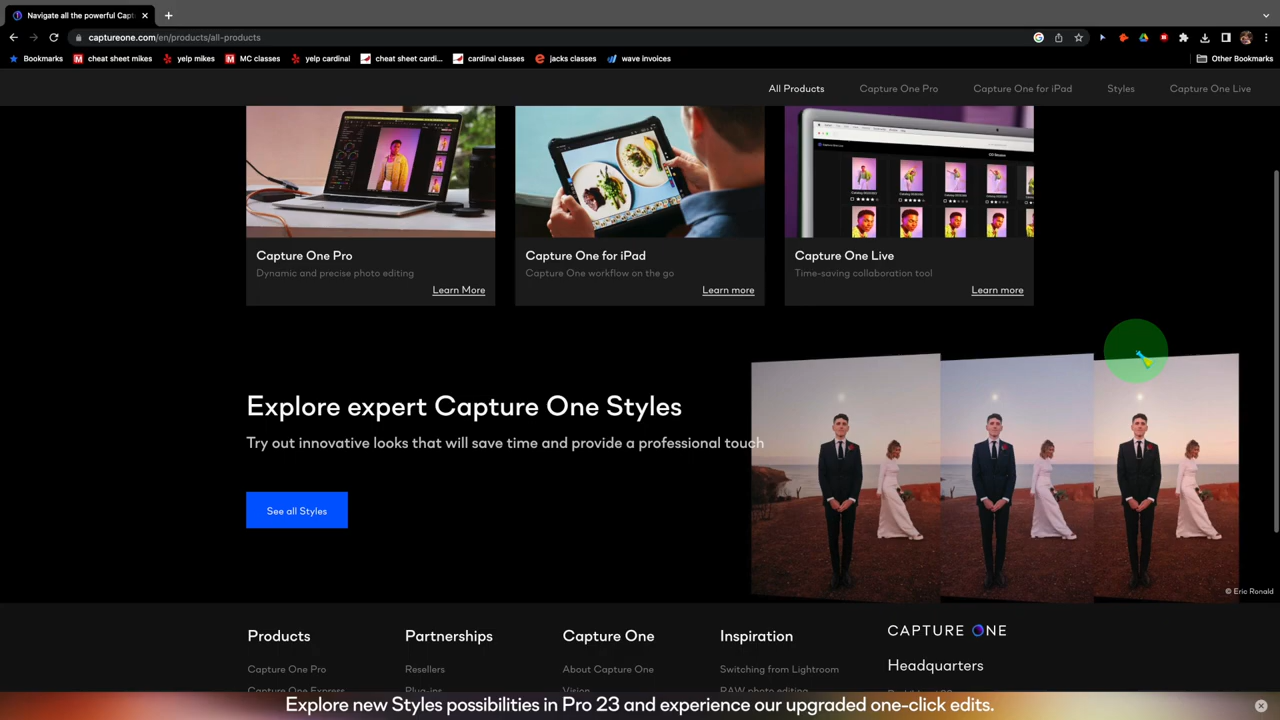 Navigate all the powerful Capt
captureone.com/en/products/all-products
Bookmarks
cheat sheet mikes
yelp mikes
MC classes
yelp cardinal
cheat sheet cardi...
cardinal classes
jacks classes
wave invoices
Other Bookmarks
All Products
Capture One Pro
Capture One for iPad
Styles
Capture One Live
Capture One Pro
Dynamic and precise photo editing
Learn More
Capture One for iPad
Capture One workflow on the go
Learn more
Capture One Live
Time-saving collaboration tool
Learn more
Explore expert Capture One Styles
Try out innovative looks that will save time and provide a professional touch
See all Styles
© Eric Ronald
Products
Capture One Pro
Capture One Express
Partnerships
Resellers
Plug-ins
Capture One
About Capture One
Vision
Inspiration
Switching from Lightroom
RAW photo editing
CAPTURE ONE
Headquarters
Explore new Styles possibilities in Pro 23 and experience our upgraded one-click edits.